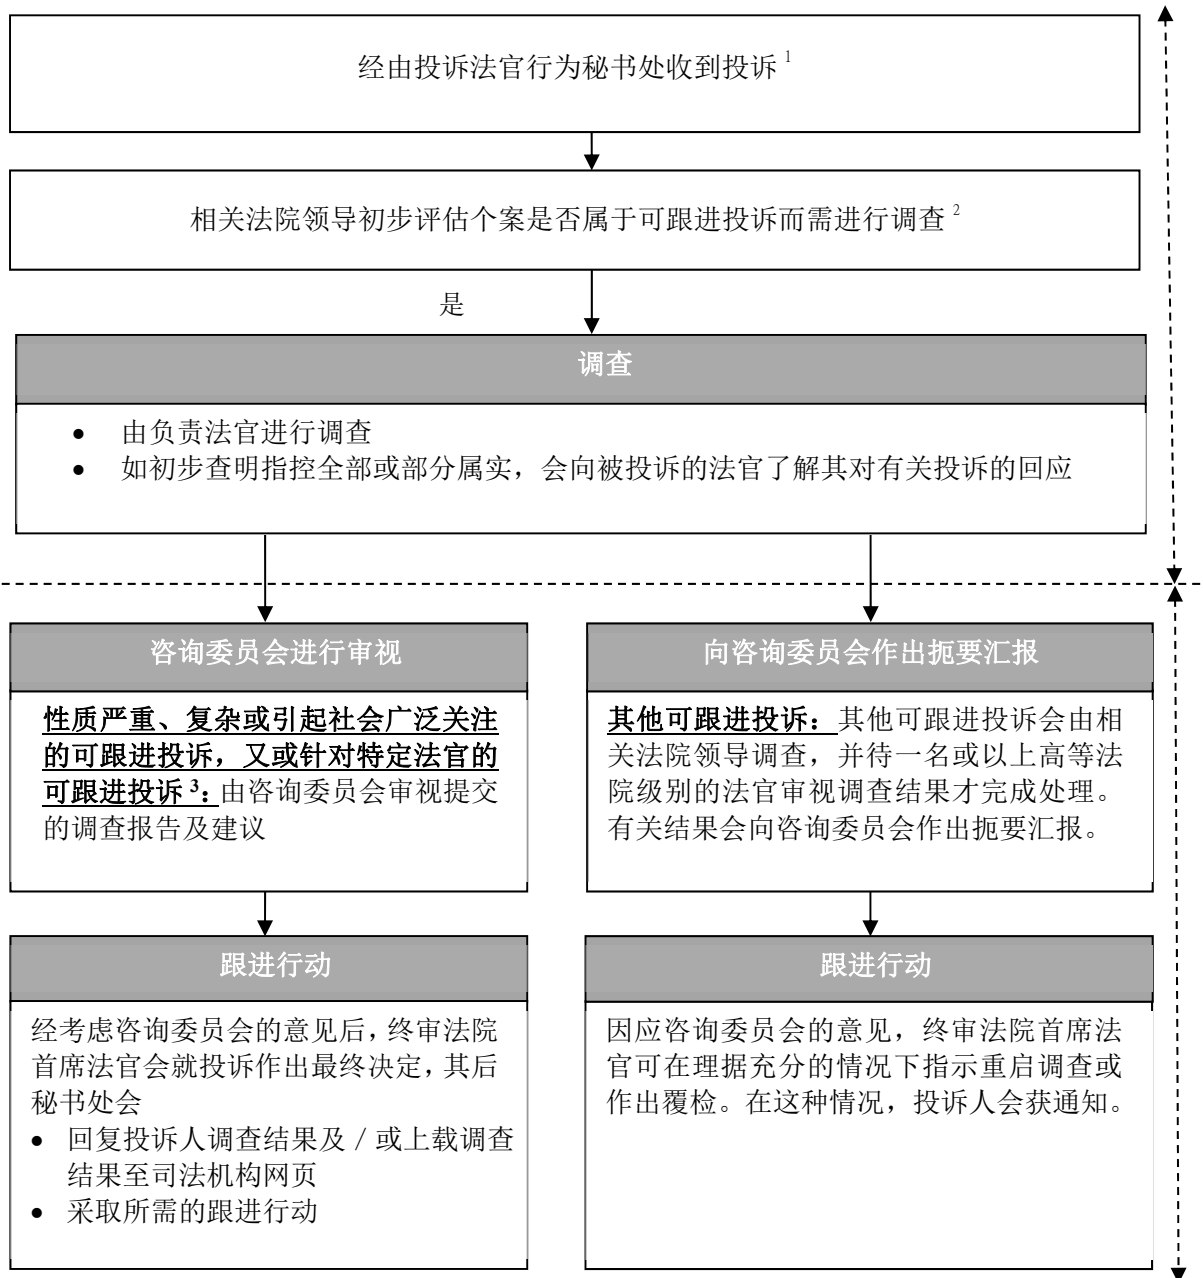 经由投诉法官行为秘书处收到投诉 1
相关法院领导初步评估个案是否属于可跟进投诉而需进行调查 2
是
调查
• 由负责法官进行调查
• 如初步查明指控全部或部分属实，会向被投诉的法官了解其对有关投诉的回应
咨询委员会进行审视
性质严重、复杂或引起社会广泛关注
的可跟进投诉，又或针对特定法官的
可跟进投诉 3：由咨询委员会审视提交
的调查报告及建议
向咨询委员会作出扼要汇报
其他可跟进投诉：其他可跟进投诉会由相
关法院领导调查，并待一名或以上高等法
院级别的法官审视调查结果才完成处理。
有关结果会向咨询委员会作出扼要汇报。
跟进行动
经考虑咨询委员会的意见后，终审法院
首席法官会就投诉作出最终决定，其后
秘书处会
• 回复投诉人调查结果及／或上载调查
结果至司法机构网页
• 采取所需的跟进行动
跟进行动
因应咨询委员会的意见，终审法院首席法
官可在理据充分的情况下指示重启调查或
作出覆检。在这种情况，投诉人会获通知。